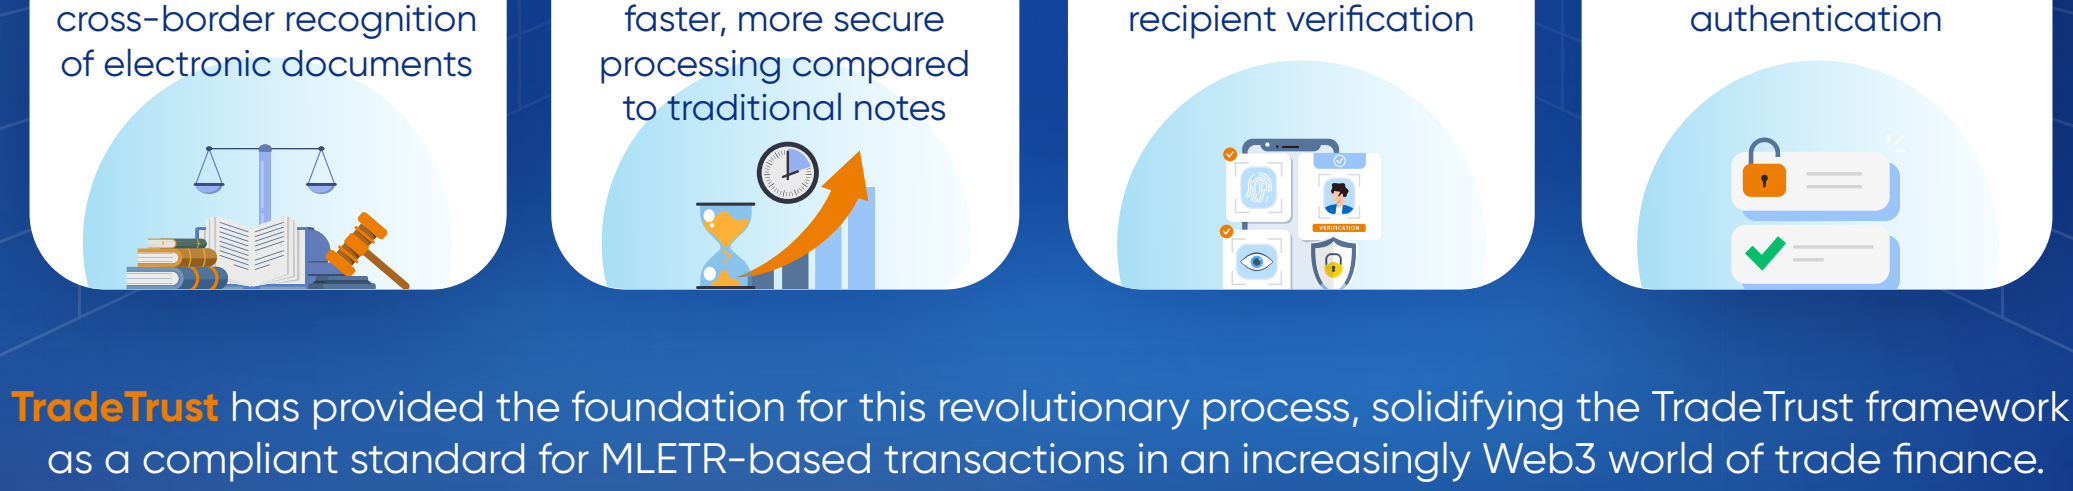 cross-border recognition
of electronic documents
faster, more secure
processing compared
to traditional notes
recipient verification
VERIFICATION
authentication
TradeTrust has provided the foundation for this revolutionary process, solidifying the TradeTrust framework
as a compliant standard for MLETR-based transactions in an increasingly Web3 world of trade finance.